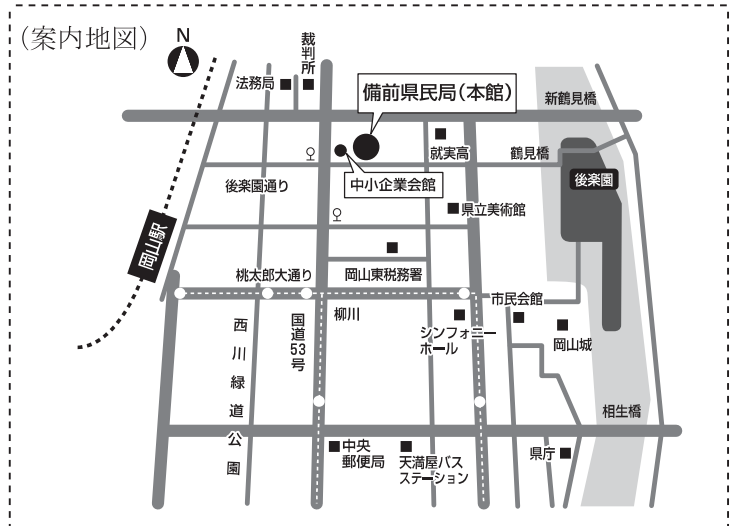 (案内地図)
N
裁判所
法務局
備前県民局(本館)
新鶴見橋
就実高
鶴見橋
中小企業会館
後楽園
後楽園通り
県立美術館
岡山駅
桃太郎大通り
岡山東税務署
市民会館
柳川
国道53号
西川緑道公園
シンフォニー
ホール
岡山城
相生橋
中央
郵便局
天満屋バス
ステーション
県庁